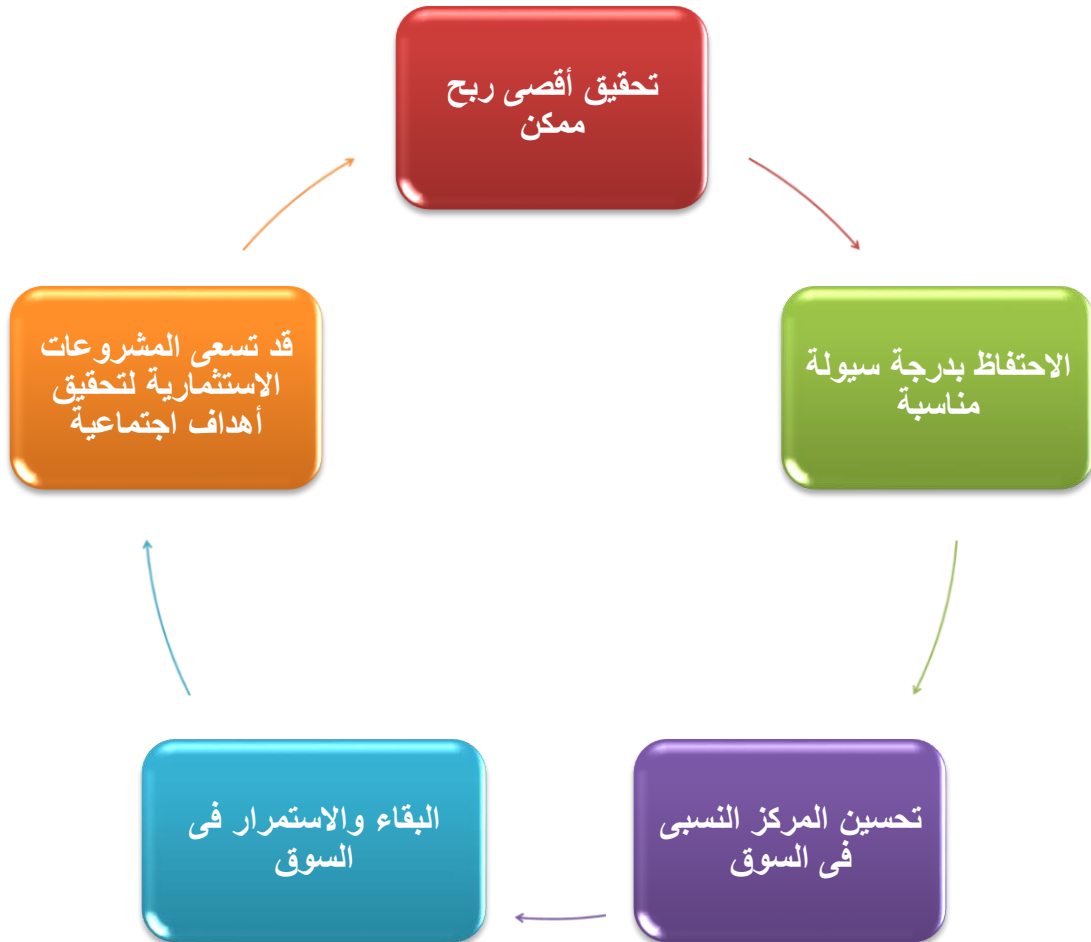 تحقيق أقصى ربح
ممكن
الاحتفاظ بدرجة سيولة
مناسبة
تحسين المركز النسبى
فى السوق
البقاء والاستمرار فى
السوق
قد تسعى المشروعات
الاستثمارية لتحقيق
أهداف اجتماعية